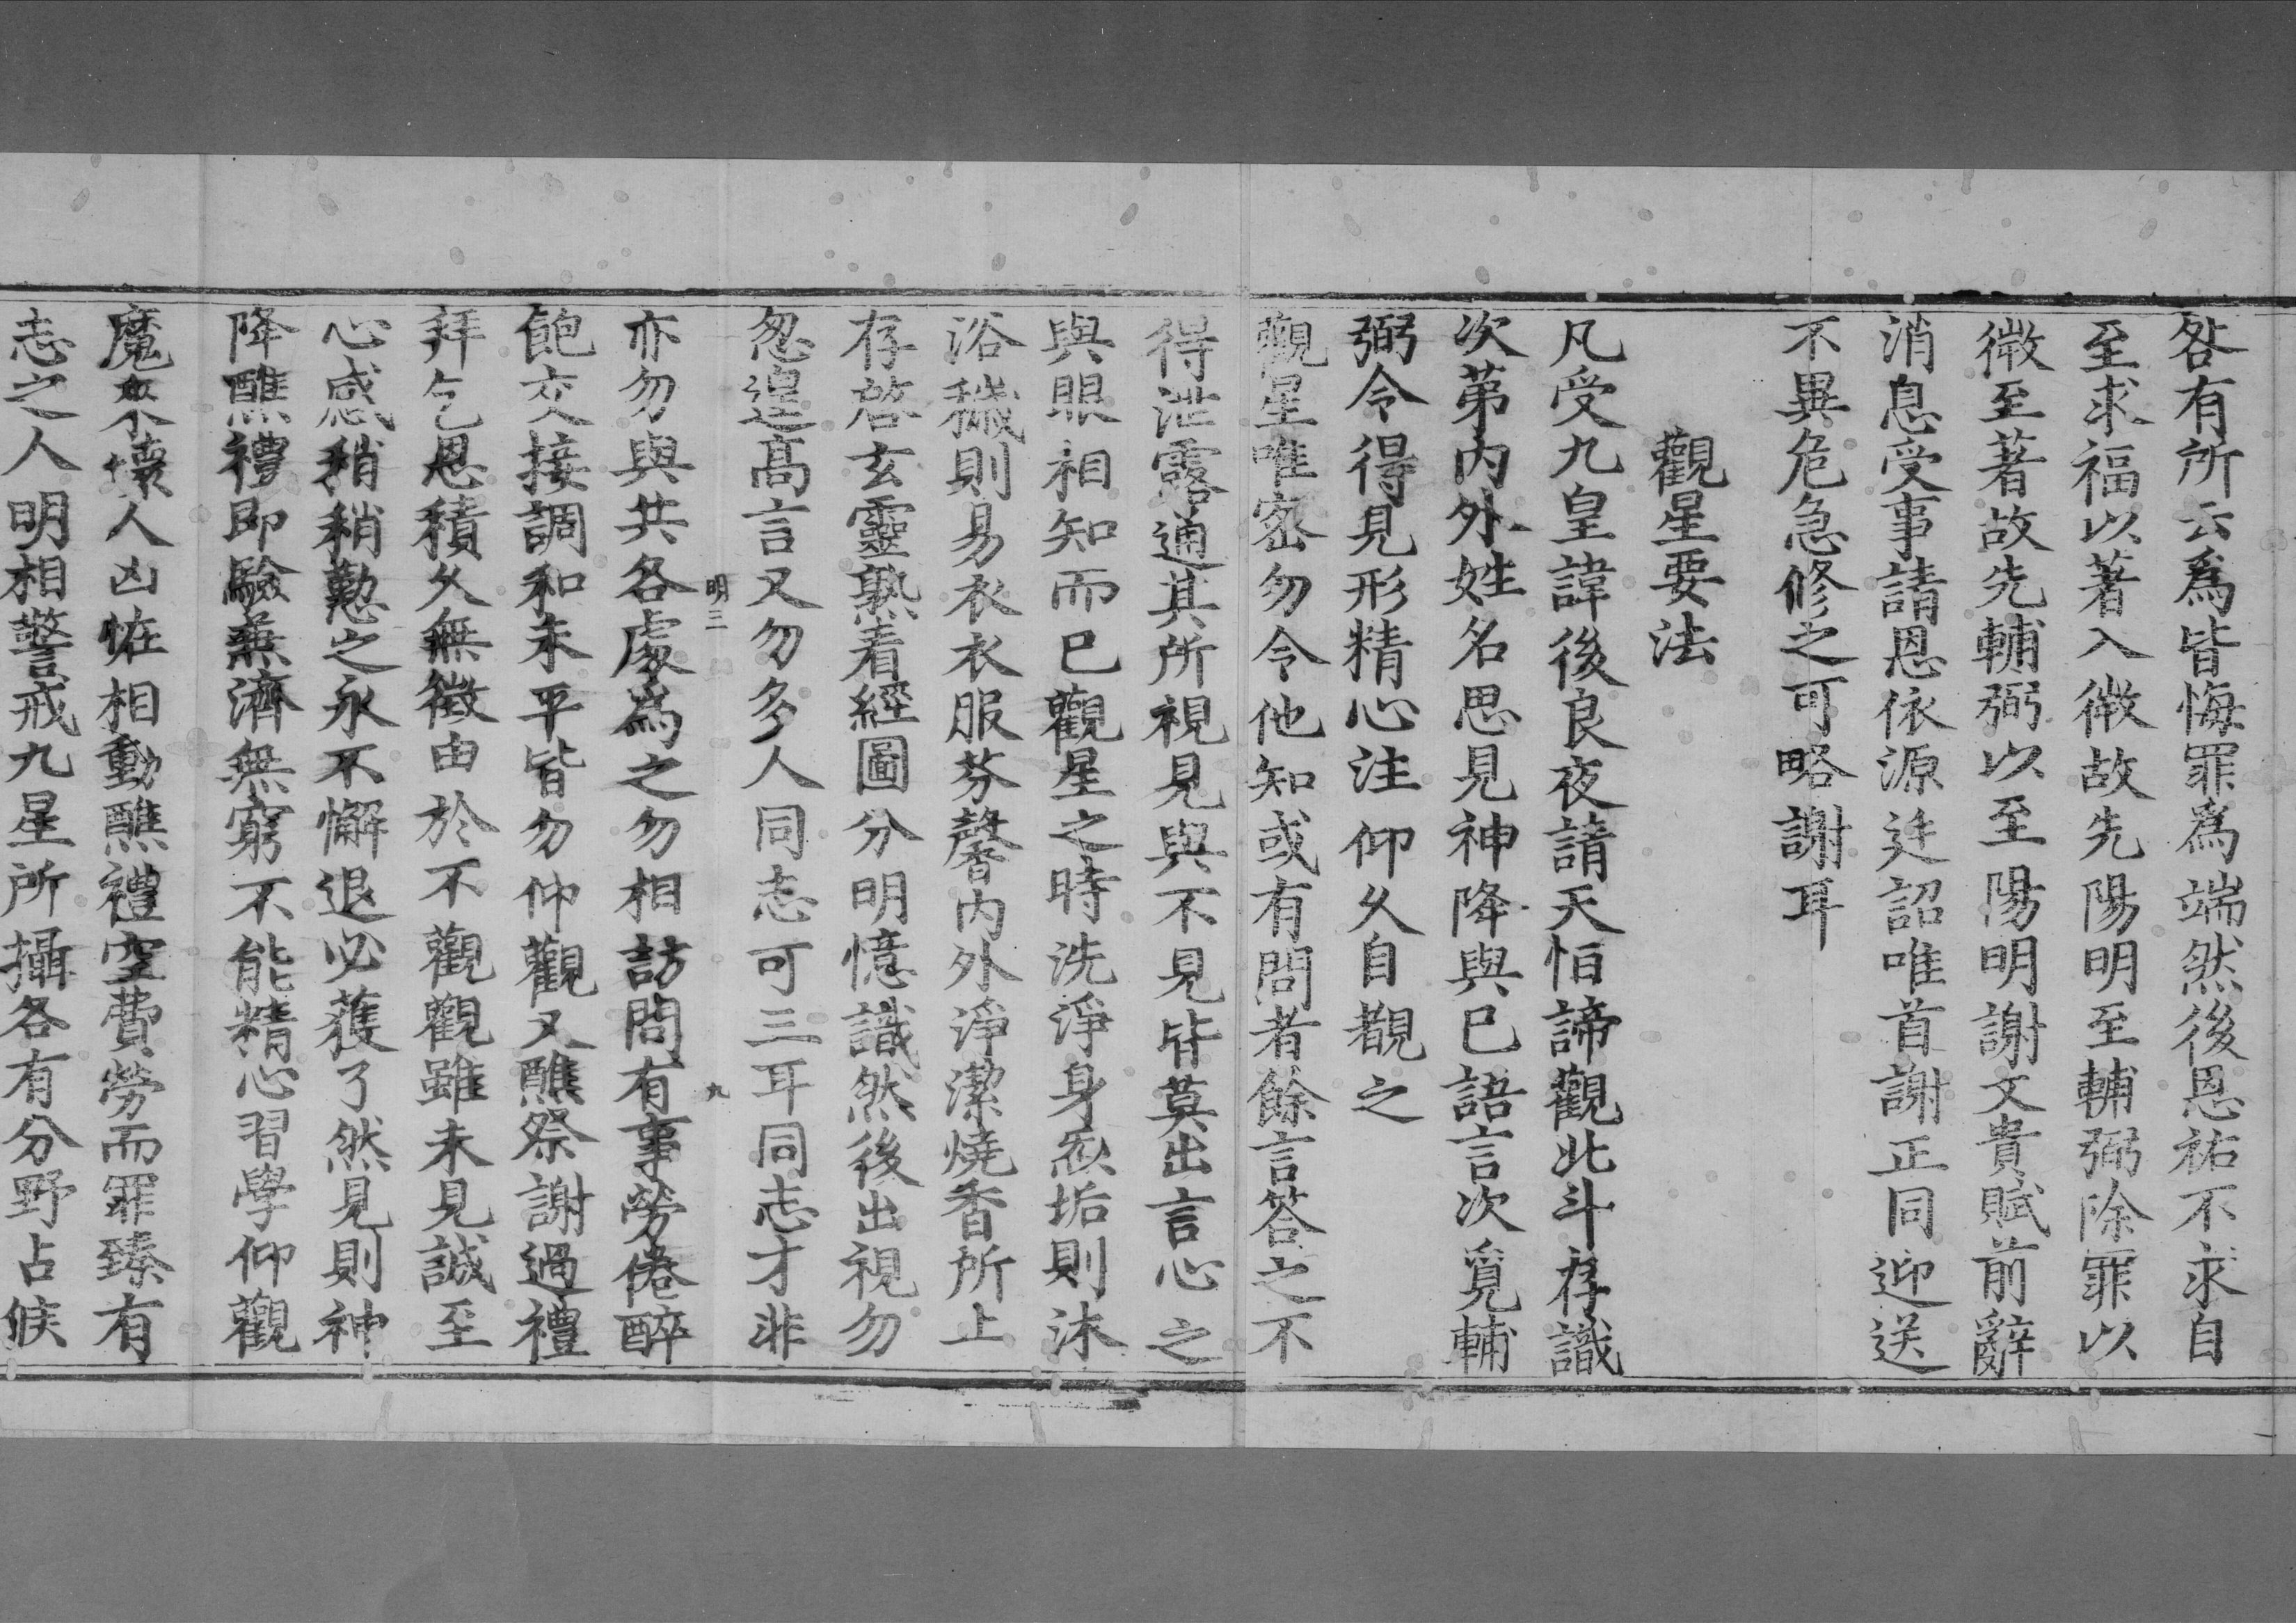 咎有所云爲皆悔罪爲端然後恩祐不求自
至求福以著入徵故先陽明至輔弼除罪以
徵至著故先輔弼以至陽明謝文貴賦前辭
消息受事請恩依源廷詔唯首謝正同迎送
不異危急修之可略謝耳
觀星要法
凡受九皇諱後良夜請天怕諦觀北斗存識
次第内外姓名思見神降與已語言次覓輔
弼令得見形精心注仰久自覩之
觀星唯密勿令他知或有問者餘言答之不
得泄露通其所視見與不見皆莫出言心之
與眼相知而已觀星之時洗淨身㤙垢則沐
浴穢則易衣衣服芬馨内外淨潔燒香所上
存啓玄靈熟看經圖分明憶識然後出視勿
忽遑高言又勿多人同志可三耳同志才非
明三 九
亦勿與共各處爲之勿相訪問有事勞倦醉
飽交接調和未平皆勿仰觀又醮祭謝過禮
拜乞恩積久無徵由於不觀觀雖未見誠至
心感稍稍懃之永不懈退必獲了然見則神
降醮禮即驗兼濟無窮不能精心習學仰觀
魔來壞人凶恠相動醮禮空費勞而罪臻有
志之人明相警戒九星所攝各有分野占候